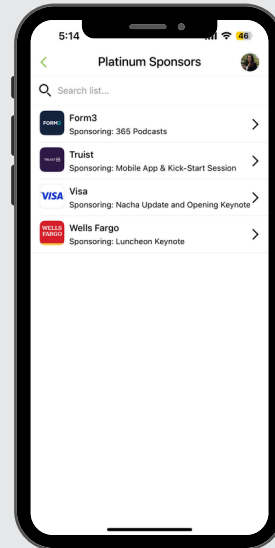 5:14
46
Platinum Sponsors
Search list...
FORM3
Form3
Sponsoring: 365 Podcasts
TRUIST
Truist
Sponsoring: Mobile App & Kick-Start Session
VISA
Visa
Sponsoring: Nacha Update and Opening Keynote
WELLS
FARGO
Wells Fargo
Sponsoring: Luncheon Keynote